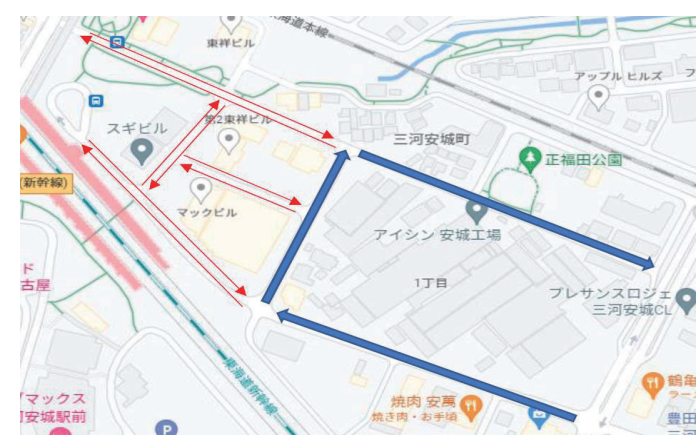 東海道本線
東祥ビル
アップル ヒルズ
スギビル
第2東祥ビル
三河安城町
正福田公園
新幹線)
マックビル
アイシン 安城工場
ド
古屋
1丁目
プレサンスロジェ
三河安城CL
東海道新幹線
マックス
安城駅前
P
焼肉 安萬
焼き肉・お手頃
鶴亀
ラー
豊田